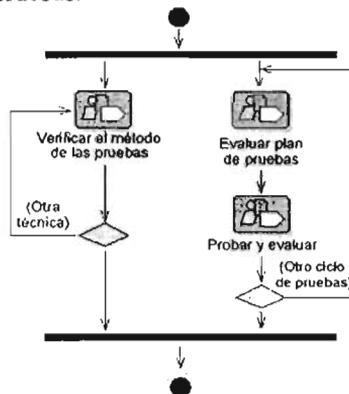 Verificar el método
de las pruebas
Evaluar plan
de pruebas
(Otra
técnica)
Probar y evaluar
(Otro ciclo
de pruebas)